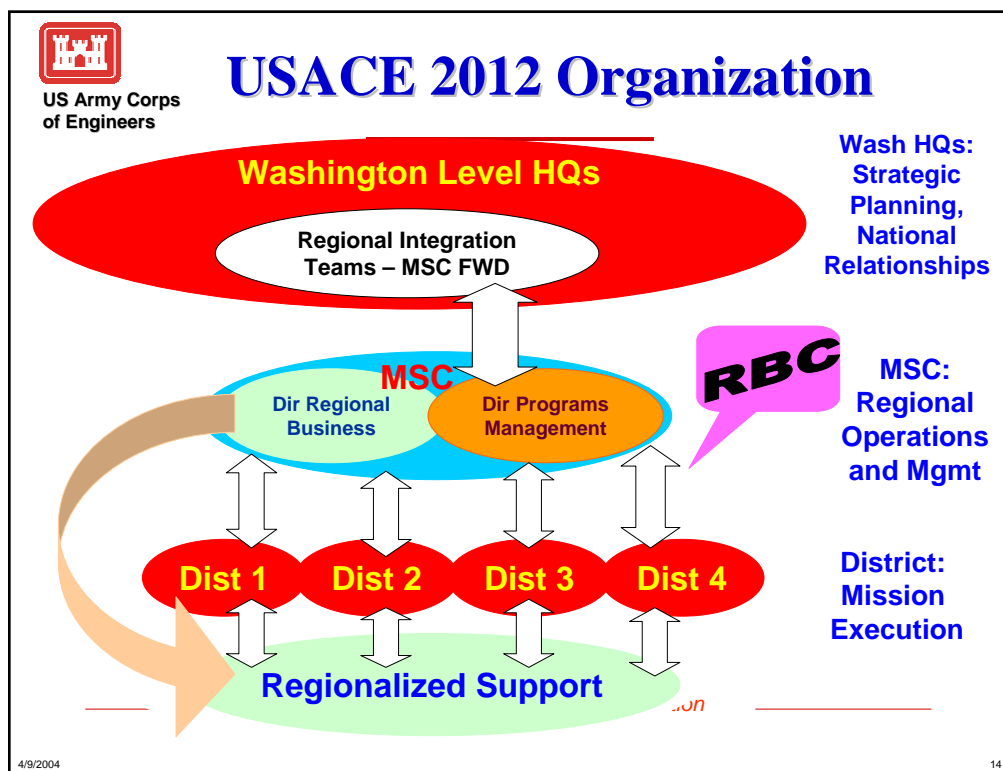 US Army Corps
of Engineers
USACE 2012 Organization
Washington Level HQs
Regional Integration
Teams – MSC FWD
Wash HQs:
Strategic
Planning,
National
Relationships
MSC
Dir Regional
Business
Dir Programs
Management
RBC
MSC:
Regional
Operations
and Mgmt
Dist 1
Dist 2
Dist 3
Dist 4
District:
Mission
Execution
Regionalized Support
4/9/2004
14